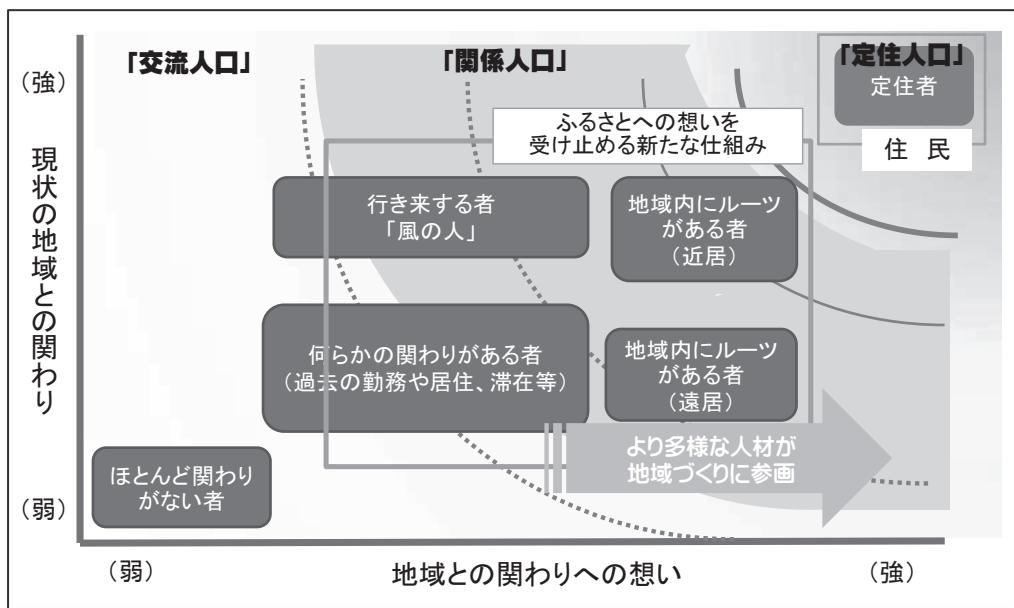 「交流人口」
「関係人口」
「定住人口」
定住者
住 民
(強)
ふるさとへの想いを
受け止める新たな仕組み
現状の地域との関わり
行き来する者
「風の人」
地域内にルーツ
がある者
(近居)
何らかの関わりがある者
(過去の勤務や居住、滞在等)
地域内にルーツ
がある者
(遠居)
より多様な人材が
地域づくりに参画
ほとんど関わり
がない者
(弱)
(弱)
地域との関わりへの想い
(強)